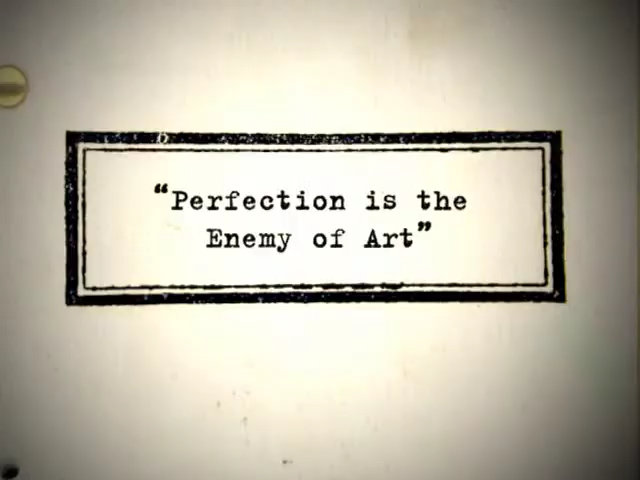 “Perfection is the
Enemy of Art”